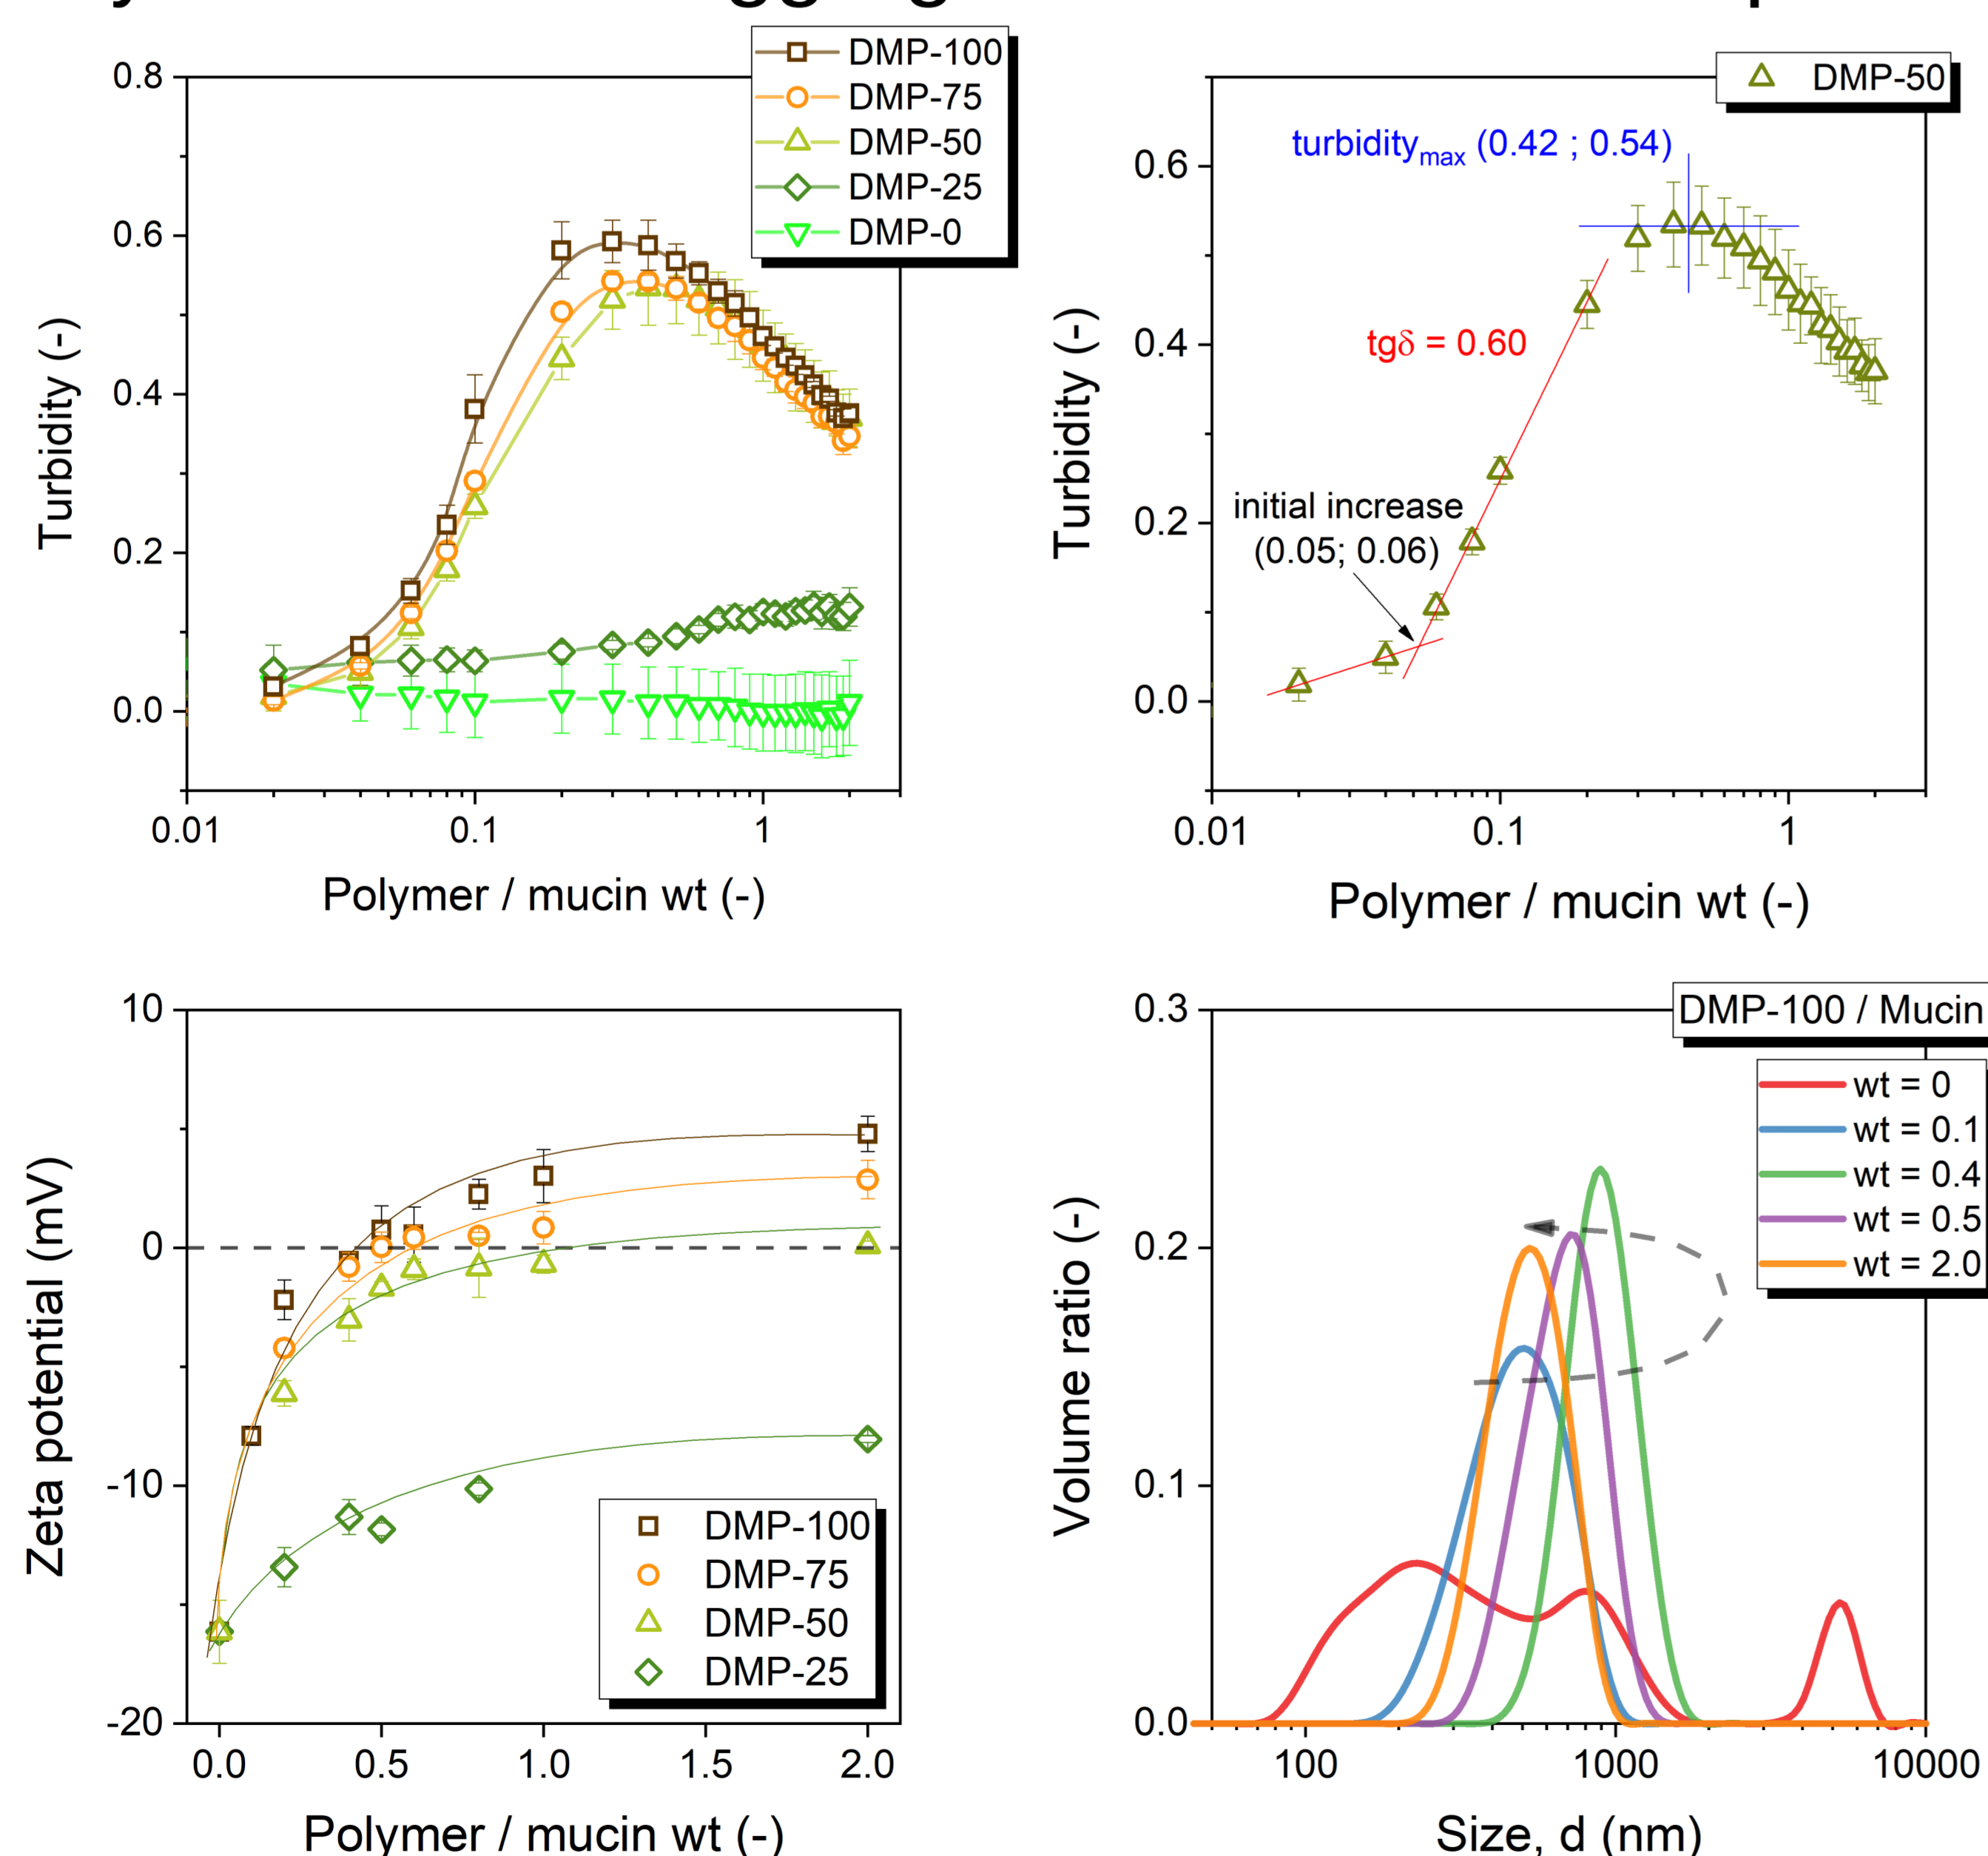 DMP-100
DMP-75
DMP-50
DMP-25
DMP-0
0.8
0.6
0.4
0.2
0.0
Turbidity (-)
0.01
0.1
1
Polymer / mucin wt (-)
DMP-50
turbiditymax (0.42 ; 0.54)
tgδ = 0.60
initial increase
(0.05; 0.06)
0.6
0.4
0.2
0.0
Turbidity (-)
0.01
0.1
1
Polymer / mucin wt (-)
10
0
-10
-20
Zeta potential (mV)
DMP-100
DMP-75
DMP-50
DMP-25
0.0
0.5
1.0
1.5
2.0
Polymer / mucin wt (-)
DMP-100 / Mucin
wt = 0
wt = 0.1
wt = 0.4
wt = 0.5
wt = 2.0
0.3
0.2
0.1
0.0
Volume ratio (-)
100
1000
10000
Size, d (nm)